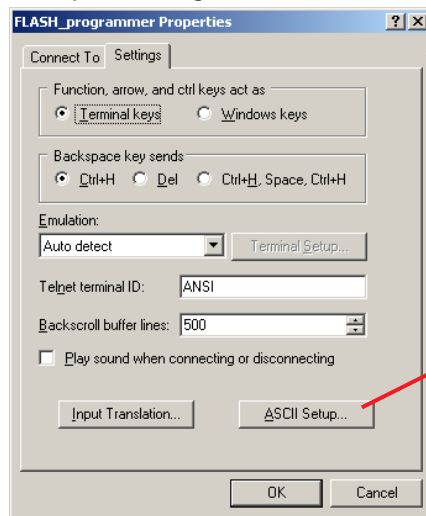 FLASH_programmer Properties
Connect To Settings
Function, arrow, and ctrl keys act as
Terminal keys Windows keys
Backspace key sends
Ctrl+H Del Ctrl+H, Space, Ctrl+H
Emulation:
Auto detect Terminal Setup...
Telnet terminal ID: ANSI
Backscroll buffer lines: 500
Play sound when connecting or disconnecting
Input Translation... ASCII Setup...
OK Cancel